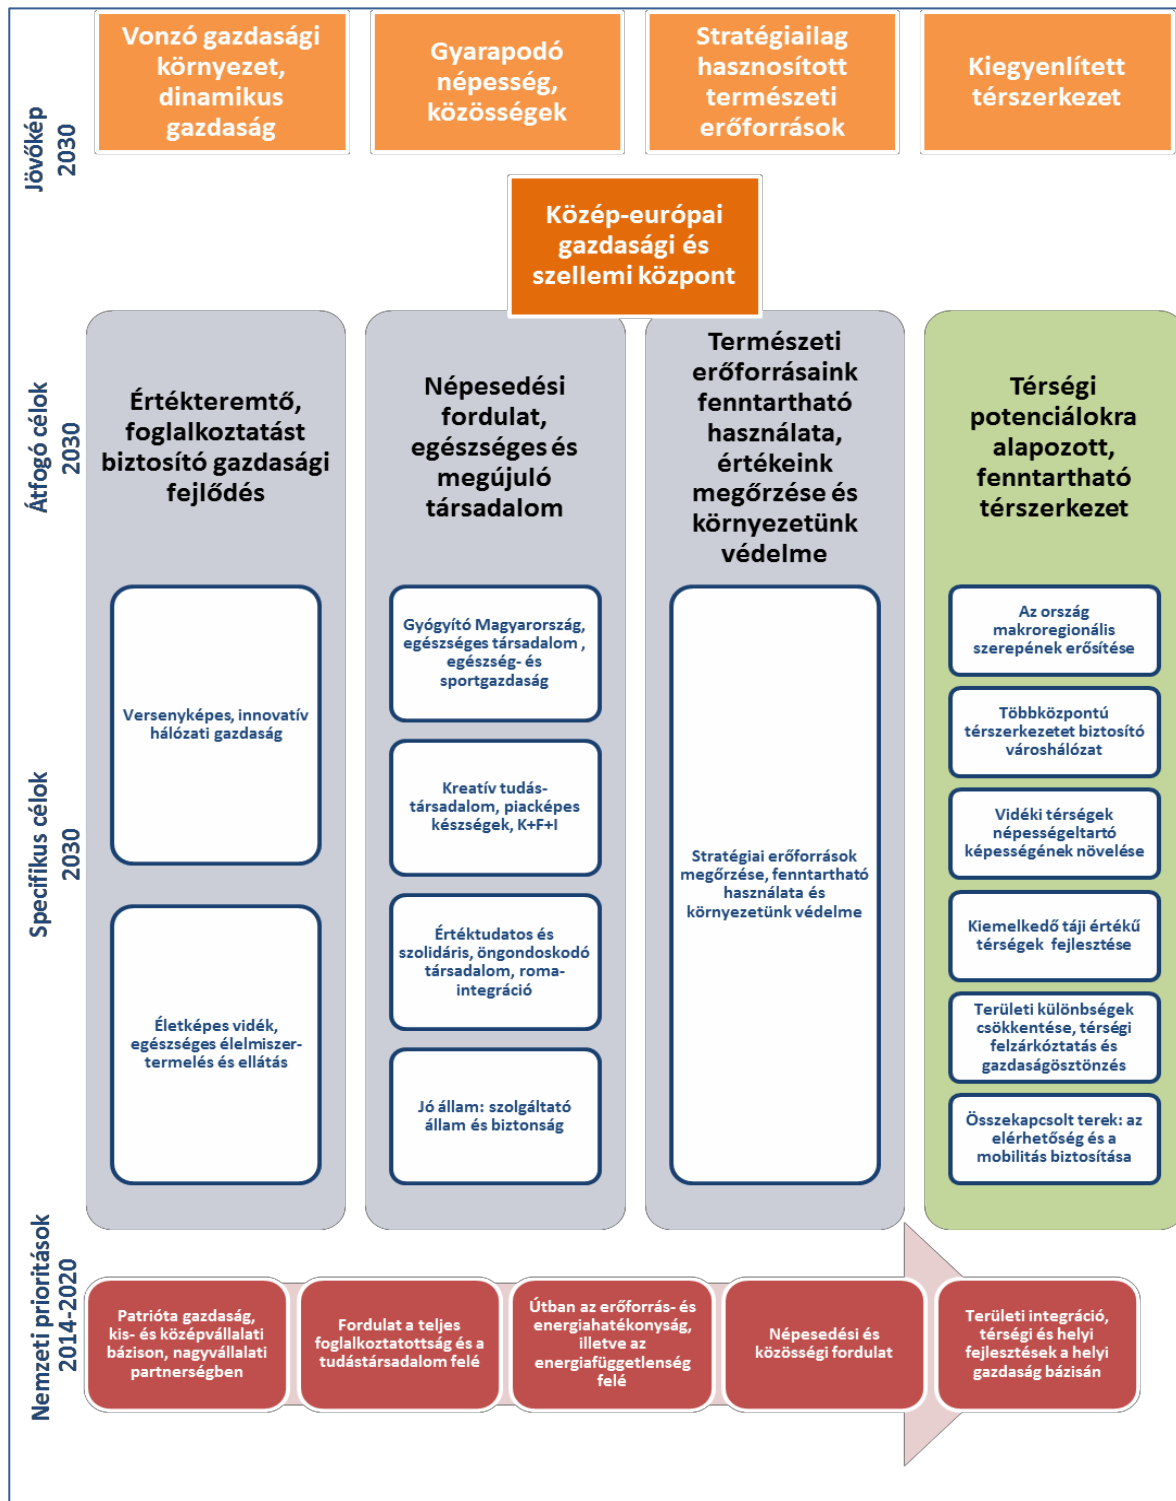 Jövőkép
2030
Vonzó gazdasági
környezet,
dinamikus
gazdaság
Gyarapodó
népesség,
közösségek
Stratégiailag
hasznosított
természeti
erőforrások
Kiegyenlített
térszerkezet
Közép-európai
gazdasági és
szellemi központ
Átfogó célok
2030
Értékteremtő,
foglalkoztatást
biztosító gazdasági
fejlődés
Népesedési
fordulat,
egészséges és
megújuló
társadalom
Természeti
erőforrásaink
fenntartható
használata,
értékeink
megőrzése és
környezetünk
védelme
Térségi
potenciálokra
alapozott,
fenntartható
térszerkezet
Specifikus célok
2030
Versenyképes, innovatív
hálózati gazdaság
Életképes vidék,
egészséges élelmiszer-
termelés és ellátás
Gyógyító Magyarország,
egészséges társadalom ,
egészség- és
sportgazdaság
Kreatív tudás-
társadalom, piacképes
készségek, K+F+I
Értéktudatos és
szolidáris, öngondoskodó
társadalom, roma-
integráció
Jó állam: szolgáltató
állam és biztonság
Stratégiai erőforrások
megőrzése, fenntartható
használata és
környezetünk védelme
Az ország
makroregionális
szerepének erősítése
Többközpontú
térszerkezetet biztosító
városhálózat
Vidéki térségek
népességeltartó
képességének növelése
Kiemelkedő táji értékű
térségek fejlesztése
Területi különbségek
csökkentése, térségi
felzárkóztatás és
gazdaságösztönzés
Összekapcsolt terek: az
elérhetőség és a
mobilitás biztosítása
Nemzeti prioritások
2014-2020
Patrióta gazdaság,
kis- és középvállalati
bázison, nagyvállalati
partnerségben
Fordulat a teljes
foglalkoztatottság és a
tudástársadalom felé
Útban az erőforrás- és
energiahatékonyság,
illetve az
energiafüggetlenség
felé
Népesedési és
közösségi fordulat
Területi integráció,
térségi és helyi
fejlesztések a helyi
gazdaság bázisán